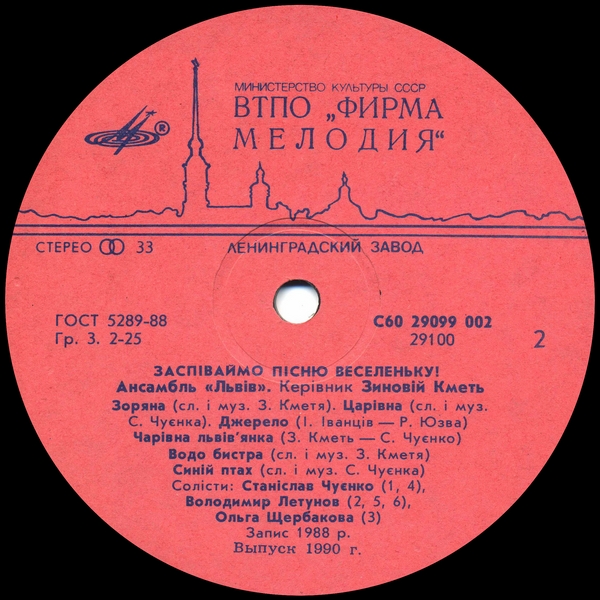 МИНИСТЕРСТВО КУЛЬТУРЫ СССР
ВТПО „ФИРМА
МЕЛОДИЯ“
®
СТЕРЕО 33
ЛЕНИНГРАДСКИЙ ЗАВОД
ГОСТ 5289-88
Гр. 3. 2-25
С60 29099 002
29100
2
ЗАСПІВАЙМО ПІСНЮ ВЕСЕЛЕНЬКУ!
Ансамбль «Львів». Керівник Зиновій Кметь
Зоряна (сл. і муз. З. Кметя). Царівна (сл. і муз.
С. Чуєнка). Джерело (І. Іванців — Р. Юзва)
Чарівна львів'янка (З. Кметь — С. Чуєнко)
Водо бистра (сл. і муз. З. Кметя)
Синій птах (сл. і муз. С. Чуєнка)
Солісти: Станіслав Чуєнко (1, 4),
Володимир Летунов (2, 5, 6),
Ольга Щербакова (3)
Запис 1988 р.
Выпуск 1990 г.